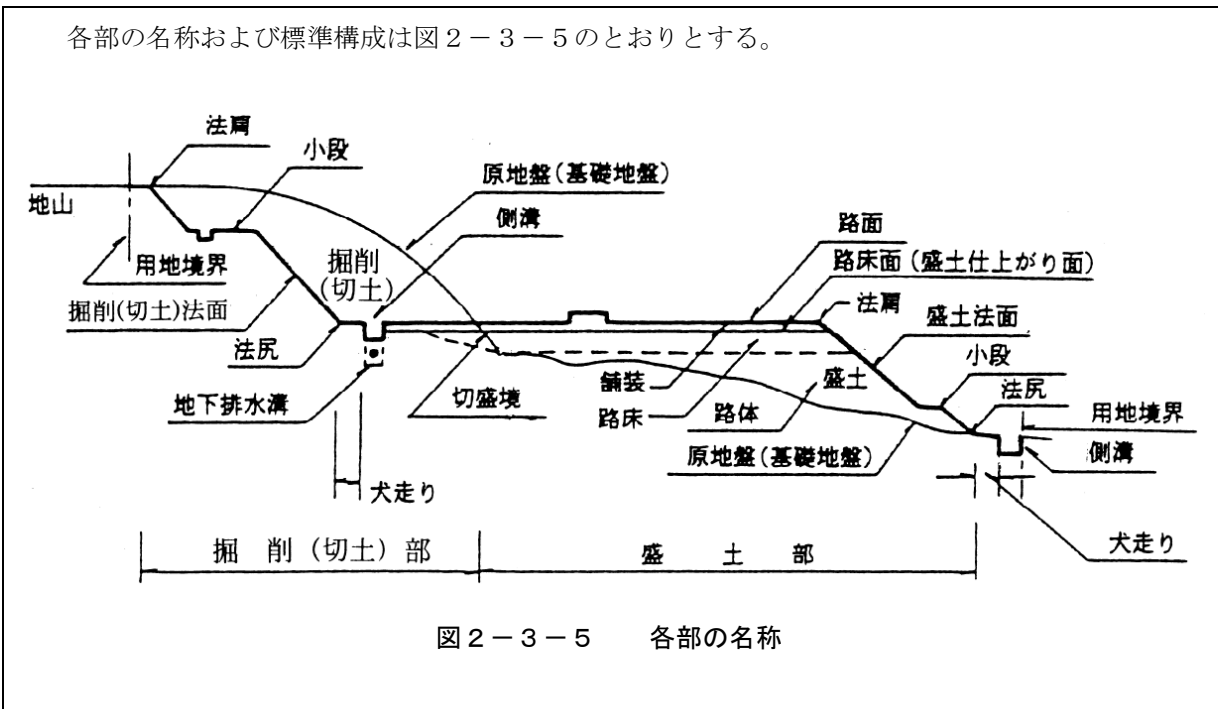 各部の名称および標準構成は図２－３－５のとおりとする。
法肩
小段
原地盤(基礎地盤)
地山
側溝
路面
用地境界
掘削
(切土)
路床面(盛土仕上がり面)
掘削(切土)法面
法肩
盛土法面
法尻
小段
舗装
盛土
地下排水溝
切盛境
路床
路体
法尻
用地境界
原地盤(基礎地盤)
側溝
犬走り
犬走り
掘 削 (切土) 部
盛 土 部
図２－３－５ 各部の名称